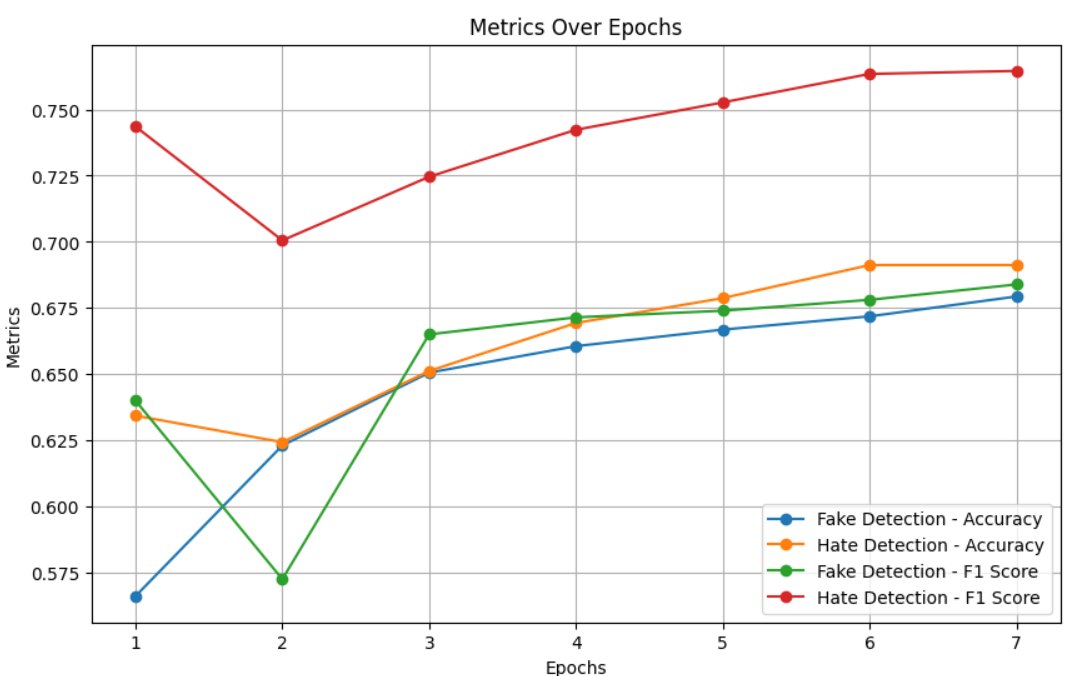 Metrics Over Epochs
Metrics
0.750
0.725
0.700
0.675
0.650
0.625
0.600
0.575
1 2 3 4 5 6 7
Epochs
Fake Detection - Accuracy
Hate Detection - Accuracy
Fake Detection - F1 Score
Hate Detection - F1 Score